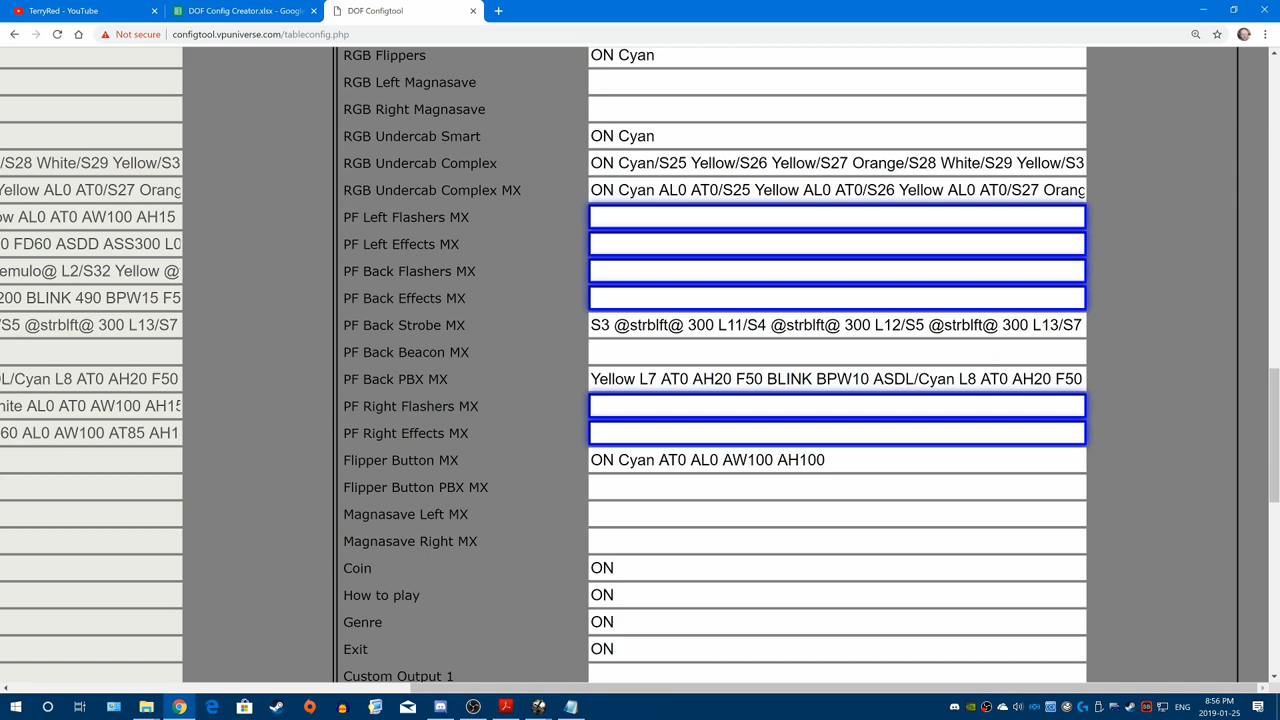 TerryRed - YouTube
DOF Config Creator.xlsx - Google
DOF Configtool
Not secure
configtool.vpuniverse.com/tableconfig.php
RGB Flippers ON Cyan
RGB Left Magnasave
RGB Right Magnasave
RGB Undercab Smart ON Cyan
/S28 White/S29 Yellow/S3 RGB Undercab Complex ON Cyan/S25 Yellow/S26 Yellow/S27 Orange/S28 White/S29 Yellow/S3
Yellow AL0 AT0/S27 Orang RGB Undercab Complex MX ON Cyan AL0 AT0/S25 Yellow AL0 AT0/S26 Yellow AL0 AT0/S27 Orang
ow AL0 AT0 AW100 AH15 PF Left Flashers MX
0 FD60 ASDD ASS300 L0 PF Left Effects MX
emulo@ L2/S32 Yellow @ PF Back Flashers MX
200 BLINK 490 BPW15 F5 PF Back Effects MX
/S5 @strblft@ 300 L13/S7 PF Back Strobe MX S3 @strblft@ 300 L11/S4 @strblft@ 300 L12/S5 @strblft@ 300 L13/S7
PF Back Beacon MX
DL/Cyan L8 AT0 AH20 F50 PF Back PBX MX Yellow L7 AT0 AH20 F50 BLINK BPW10 ASDL/Cyan L8 AT0 AH20 F50
nite AL0 AT0 AW100 AH15 PF Right Flashers MX
60 AL0 AW100 AT85 AH1 PF Right Effects MX
Flipper Button MX ON Cyan AT0 AL0 AW100 AH100
Flipper Button PBX MX
Magnasave Left MX
Magnasave Right MX
Coin ON
How to play ON
Genre ON
Exit ON
Custom Output 1
ENG
8:56 PM
2019-01-25